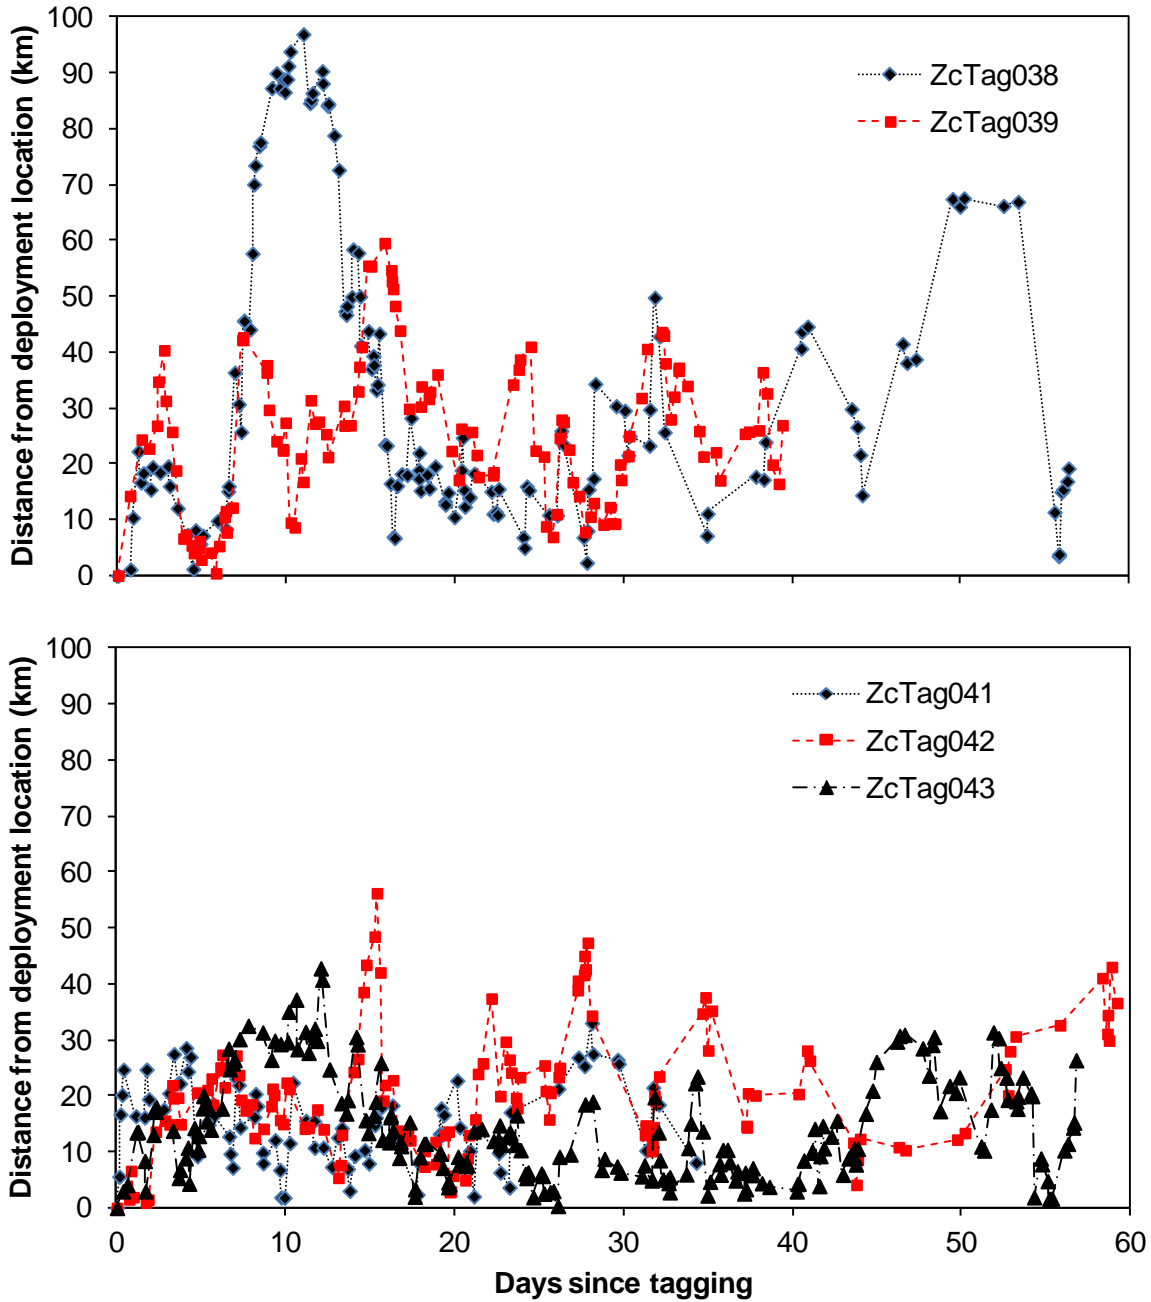 100
90
80
70
60
50
40
30
20
10
0
Distance from deployment location (km)
ZcTag038
ZcTag039
100
90
80
70
60
50
40
30
20
10
0
Distance from deployment location (km)
ZcTag041
ZcTag042
ZcTag043
0 10 20 30 40 50 60
Days since tagging